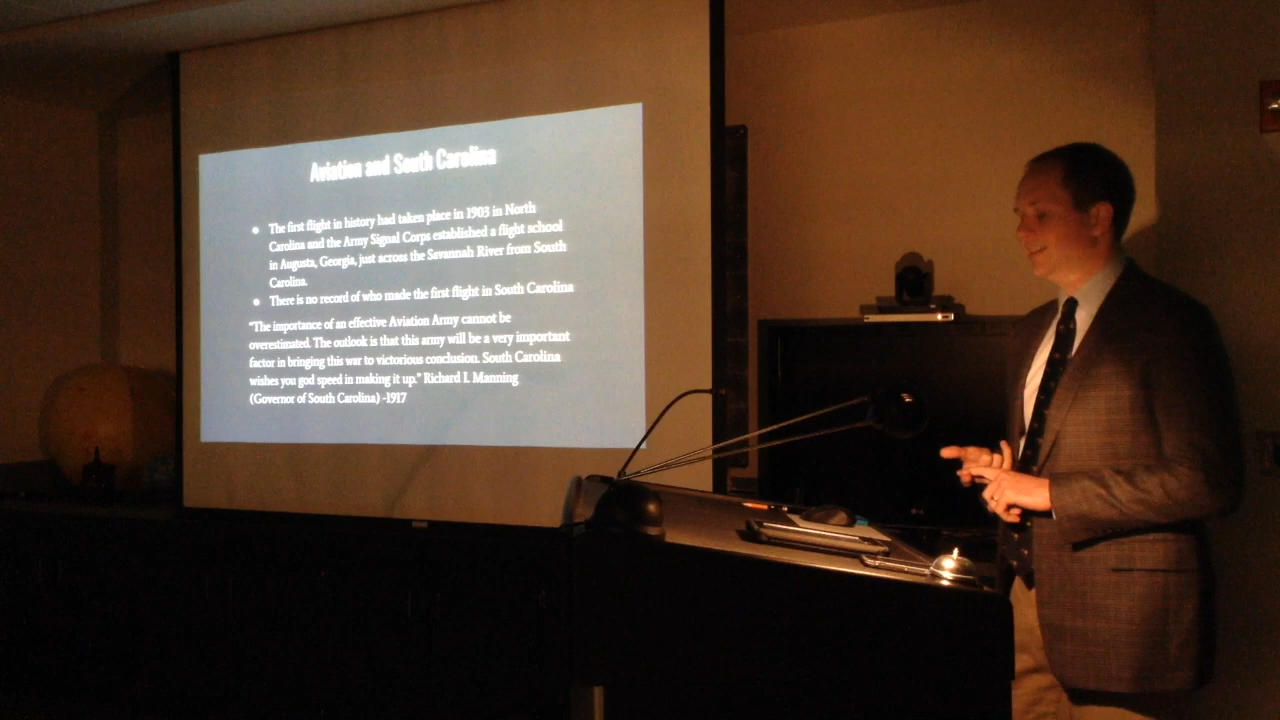 Aviation and South Carolina
The first flight in history had taken place in 1903 in North
Carolina and the Army Signal Corps established a flight school
in Augusta, Georgia, just across the Savannah River from South
Carolina.
There is no record of who made the first flight in South Carolina
"The importance of an effective Aviation Army cannot be
overestimated. The outlook is that this army will be a very important
factor in bringing this war to victorious conclusion. South Carolina
wishes you god speed in making it up." Richard I. Manning
(Governor of South Carolina) -1917
LG